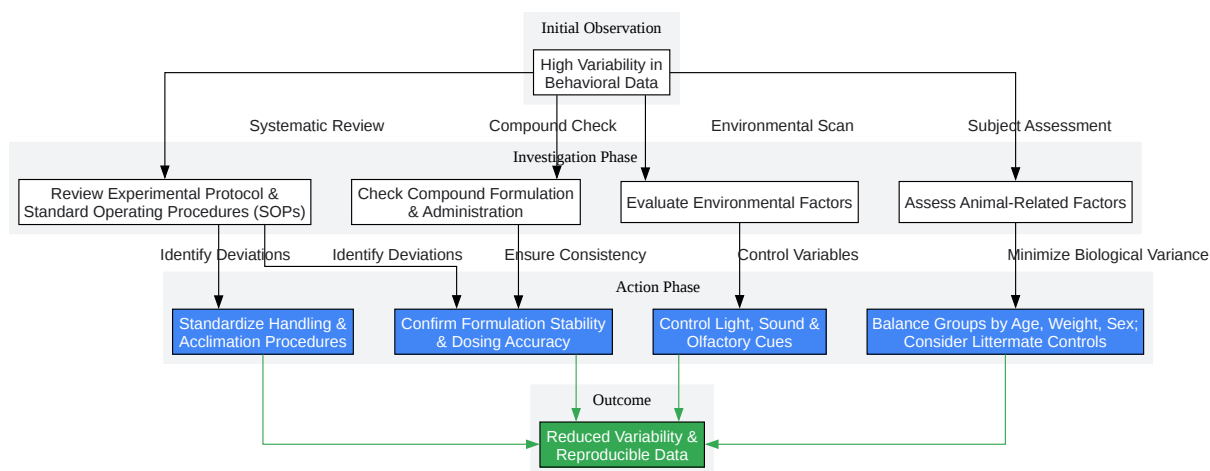 Initial Observation
High Variability in
Behavioral Data
Systematic Review
Compound Check
Environmental Scan
Subject Assessment
Investigation Phase
Review Experimental Protocol &
Standard Operating Procedures (SOPs)
Check Compound Formulation
& Administration
Evaluate Environmental Factors
Assess Animal-Related Factors
Identify Deviations
Identify Deviations
Ensure Consistency
Control Variables
Minimize Biological Variance
Action Phase
Standardize Handling &
Acclimation Procedures
Confirm Formulation Stability
& Dosing Accuracy
Control Light, Sound &
Olfactory Cues
Balance Groups by Age, Weight, Sex;
Consider Littermate Controls
Outcome
Reduced Variability &
Reproducible Data